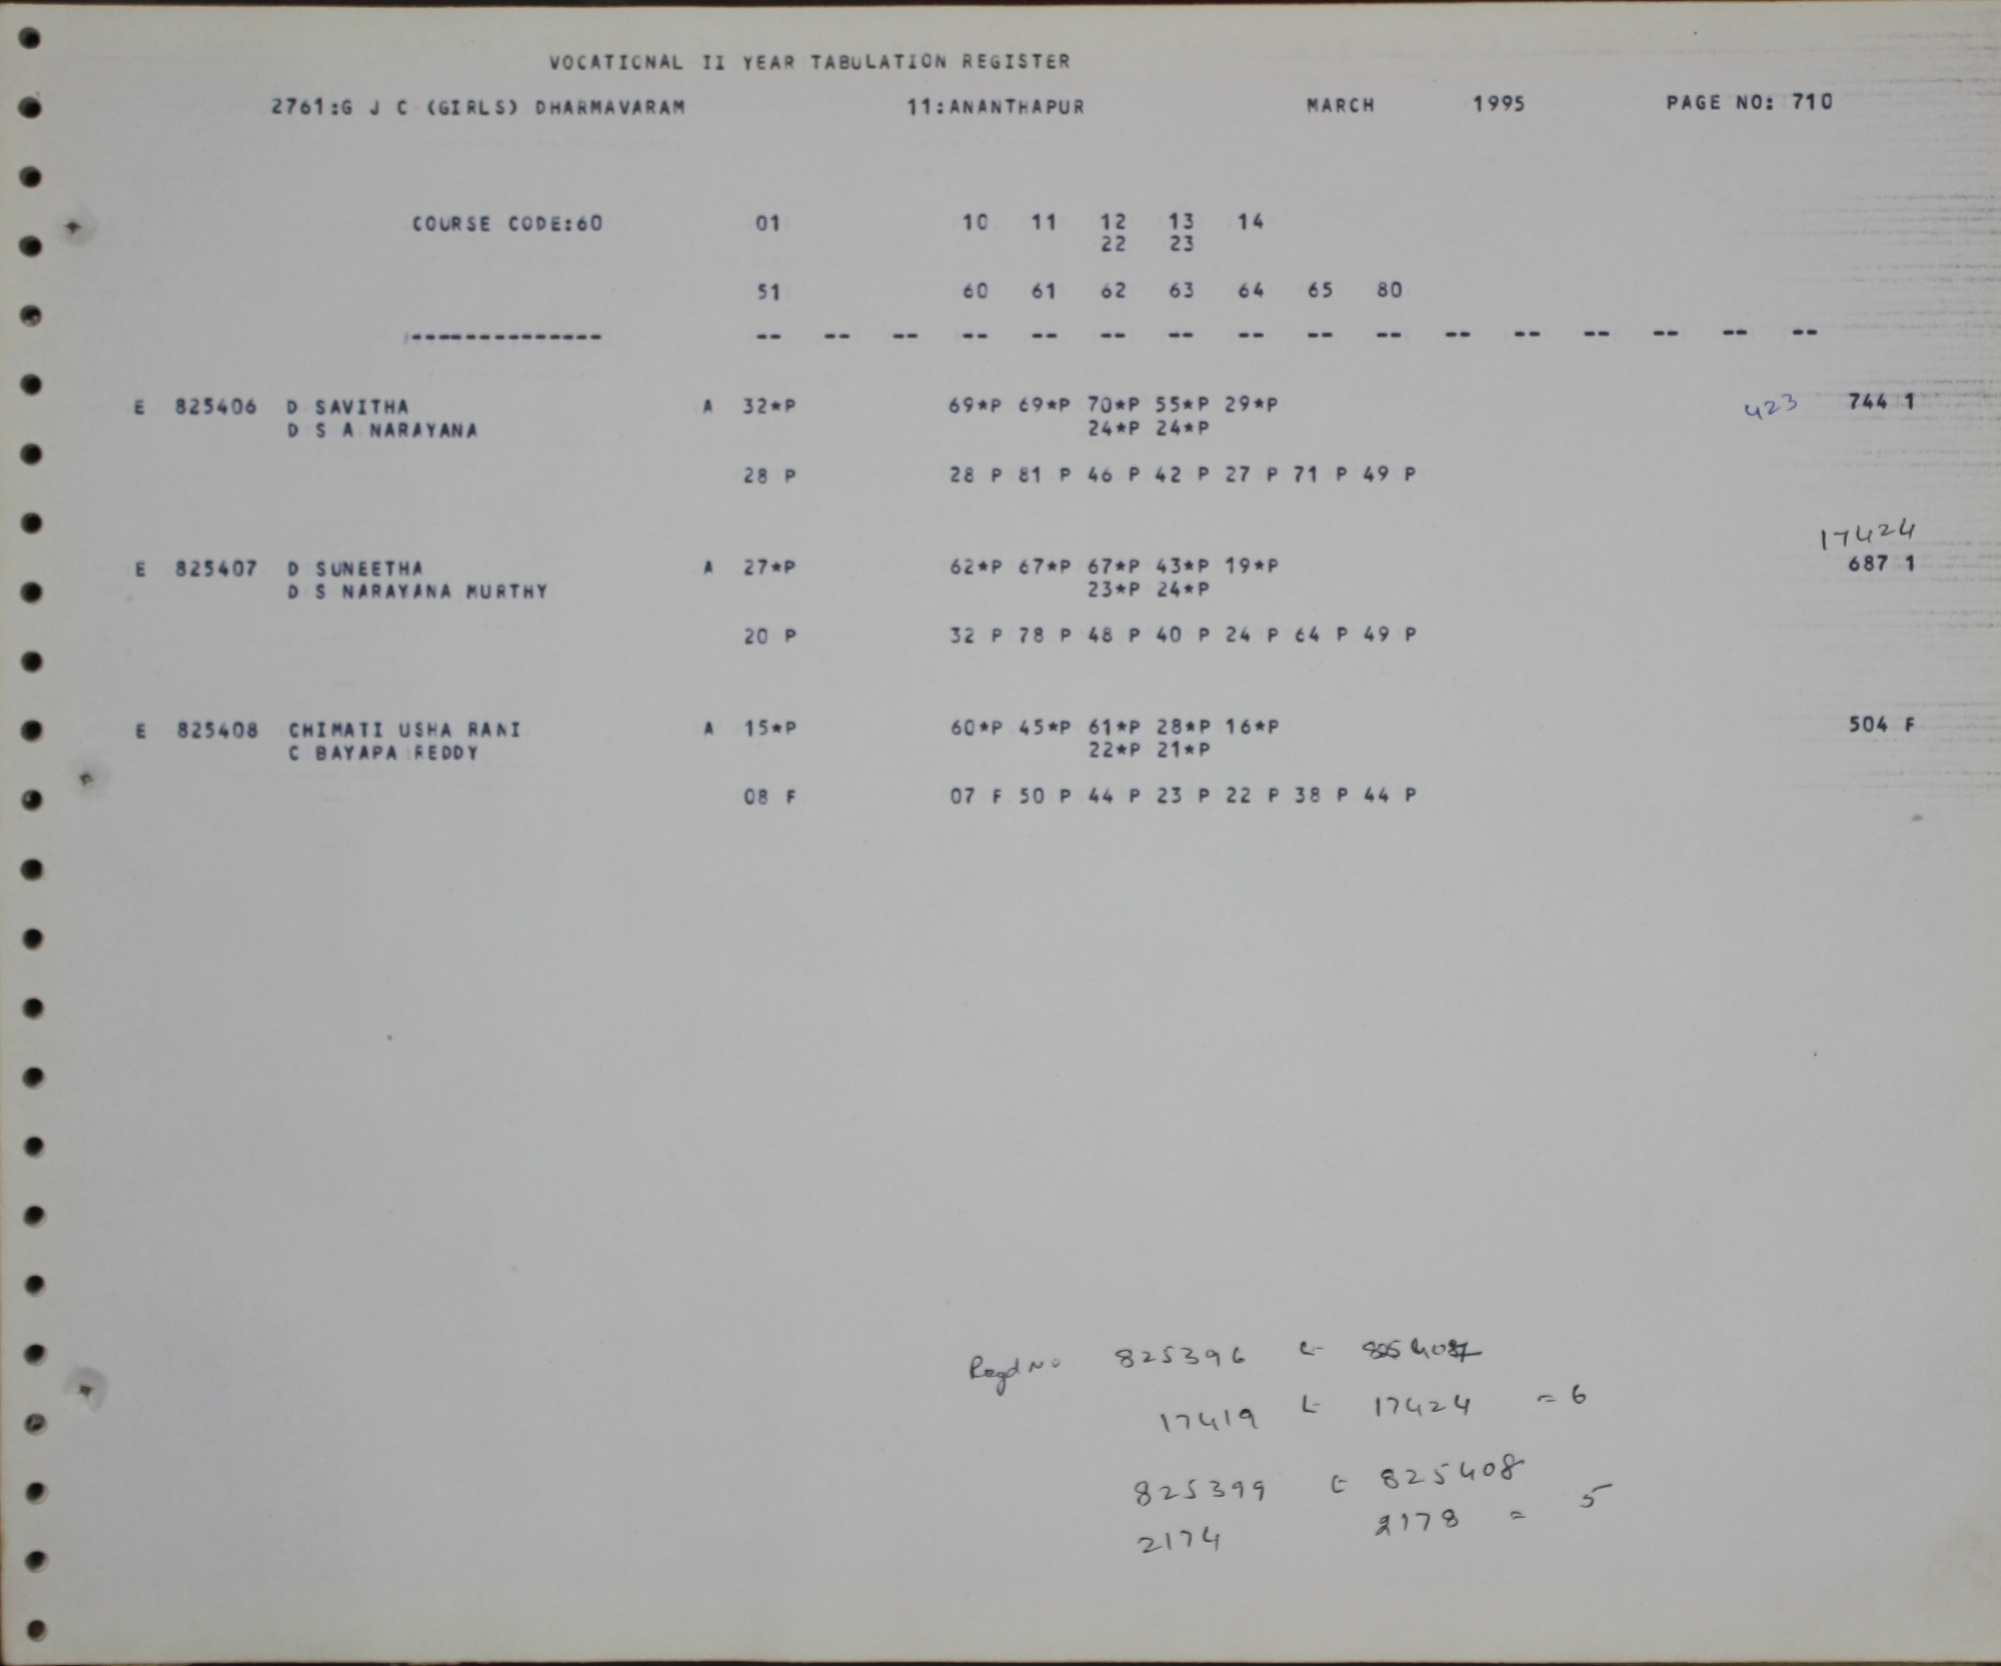 VOCATIONAL II YEAR TABULATION REGISTER
2761:G J C (GIRLS) DHARMAVARAM 11:ANANTHAPUR MARCH 1995 PAGE NO: 710
COURSE CODE:60 01 10 11 12 13 14
22 23
51 60 61 62 63 64 65 80
-------------- -- -- -- -- -- -- -- -- -- -- -- -- -- -- -- --
E 825406 D SAVITHA A 32*P 69*P 69*P 70*P 55*P 29*P 423 744 1
D S A NARAYANA 24*P 24*P
28 P 28 P 81 P 46 P 42 P 27 P 71 P 49 P
17424
E 825407 D SUNEETHA A 27*P 62*P 67*P 67*P 43*P 19*P 687 1
D S NARAYANA MURTHY 23*P 24*P
20 P 32 P 78 P 48 P 40 P 24 P 64 P 49 P
E 825408 CHIMATI USHA RANI A 15*P 60*P 45*P 61*P 28*P 16*P 504 F
C BAYAPA REDDY 22*P 21*P
08 F 07 F 50 P 44 P 23 P 22 P 38 P 44 P
Regd No 825396
17419 17424 = 6
825399 825408
2174 2178 = 5